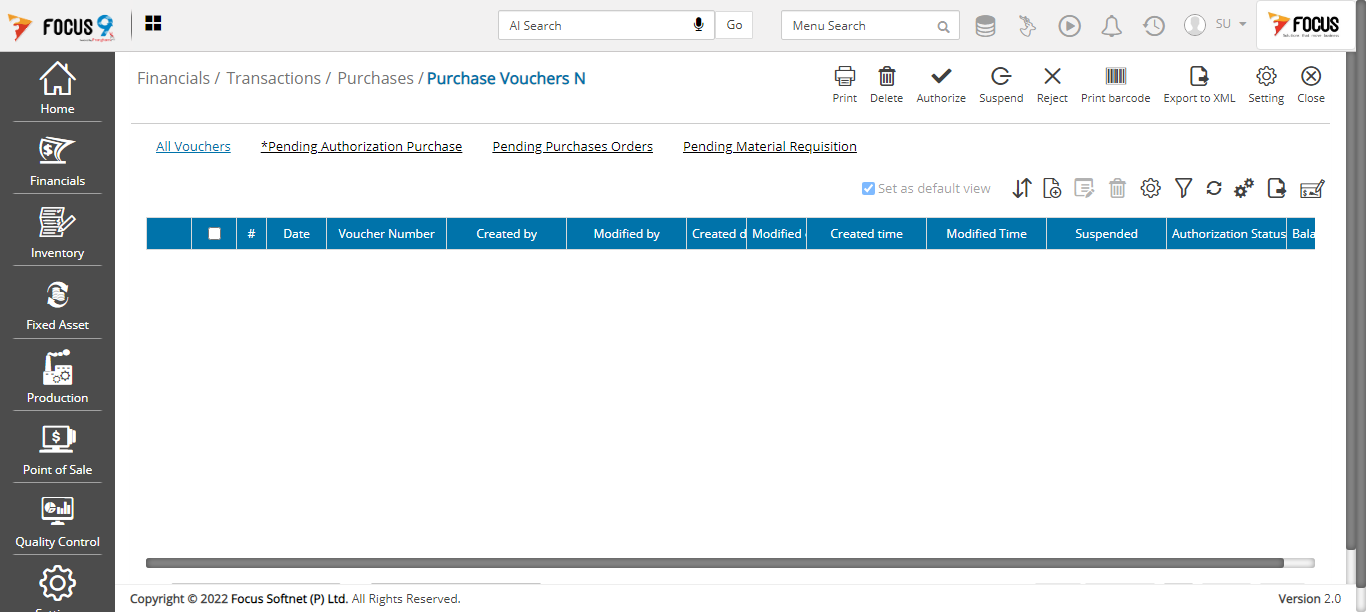 FOCUS 9
AI Search
Go
Menu Search
SU
FOCUS
Home
Financials
Inventory
Fixed Asset
Production
Point of Sale
Quality Control
Financials / Transactions / Purchases / Purchase Vouchers N
Print
Delete
Authorize
Suspend
Reject
Print barcode
Export to XML
Setting
Close
All Vouchers
*Pending Authorization Purchase
Pending Purchases Orders
Pending Material Requisition
Set as default view
# Date Voucher Number Created by Modified by Created d Modified Created time Modified Time Suspended Authorization Status Bala
Copyright © 2022 Focus Softnet (P) Ltd. All Rights Reserved.
Version 2.0